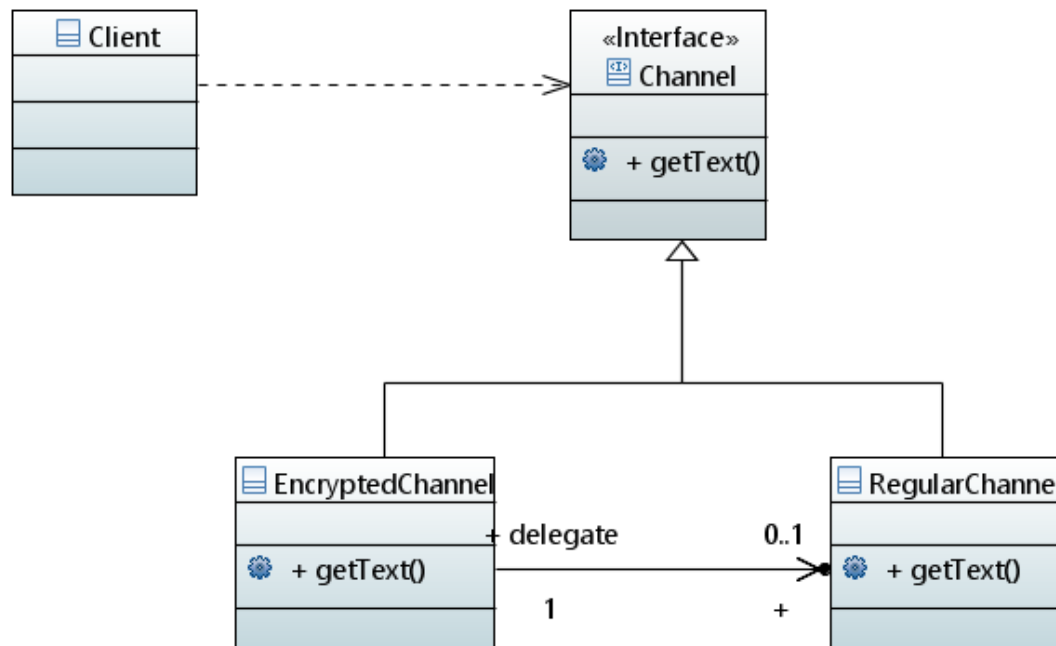 Client
«Interface»
Channel
+ getText()
EncryptedChannel
+ getText()
+ delegate
0..1
1
+
RegularChanne
+ getText()